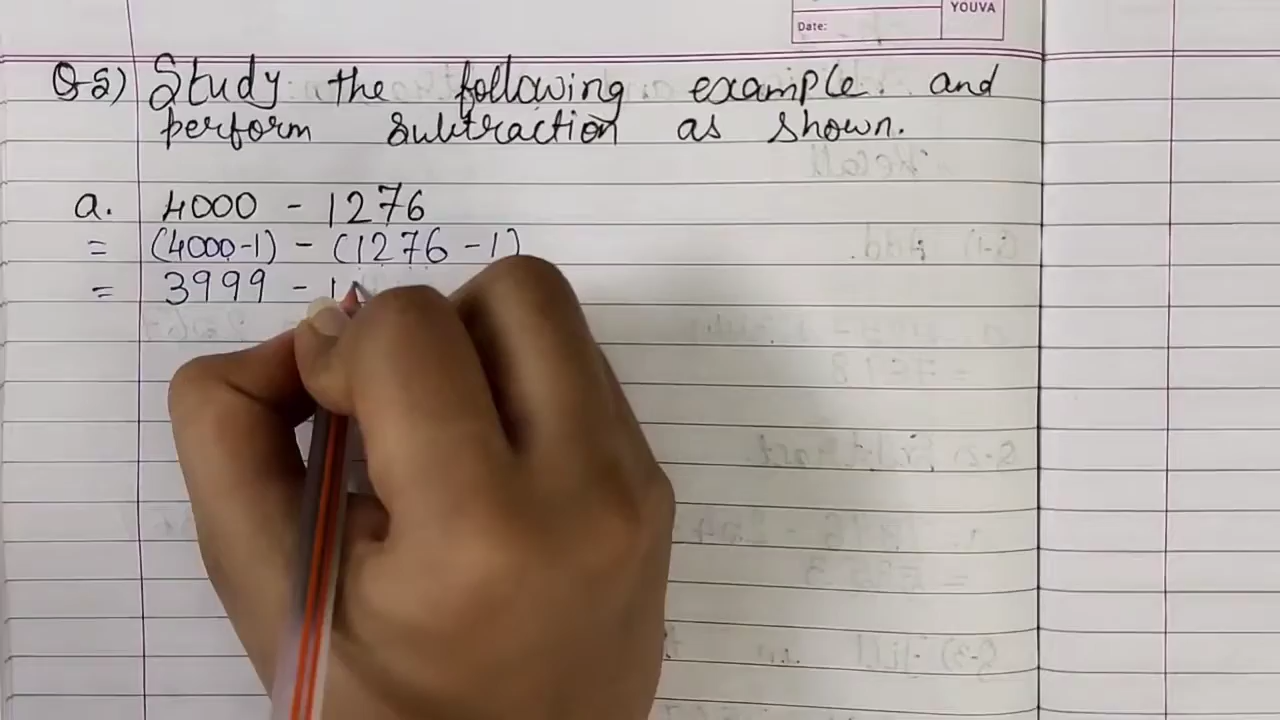 YOUVA
Date:
Q-2) Study the following example and
perform subtraction as shown.
a. 4000 - 1276
= (4000-1) - (1276 - 1)
= 3999 - 1